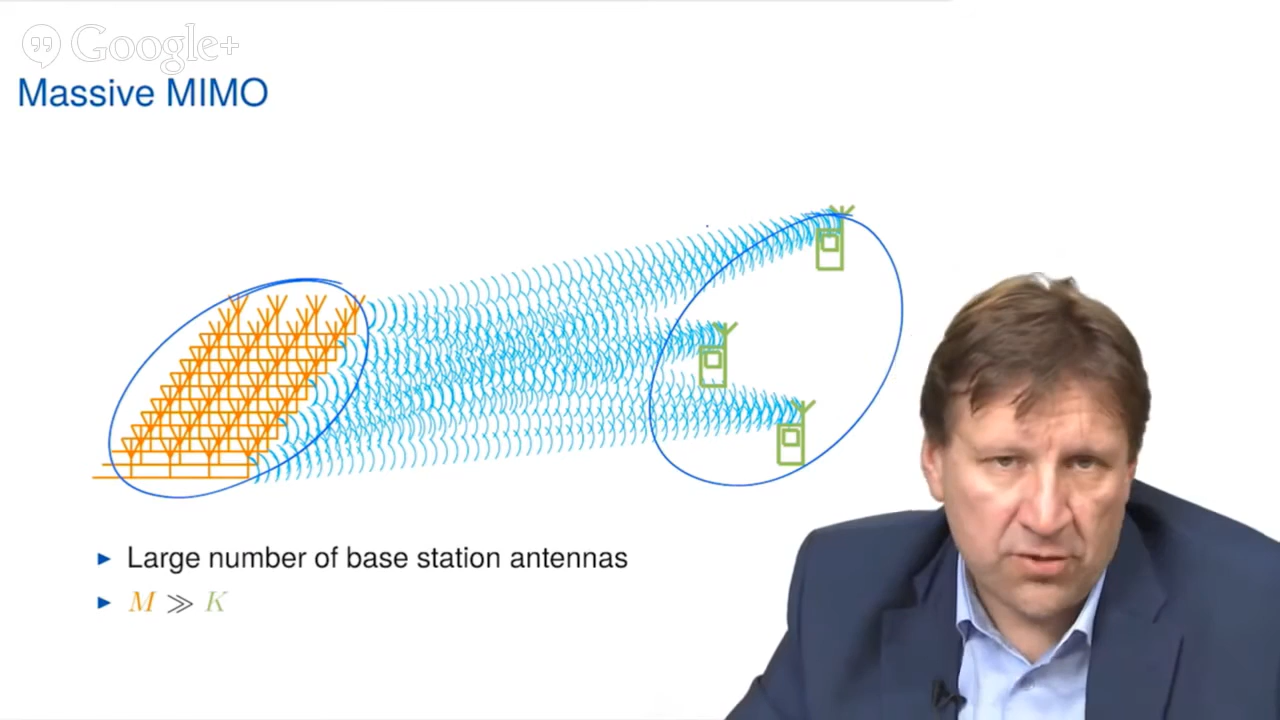 Google+
Massive MIMO
► Large number of base station antennas
► M ≫ K